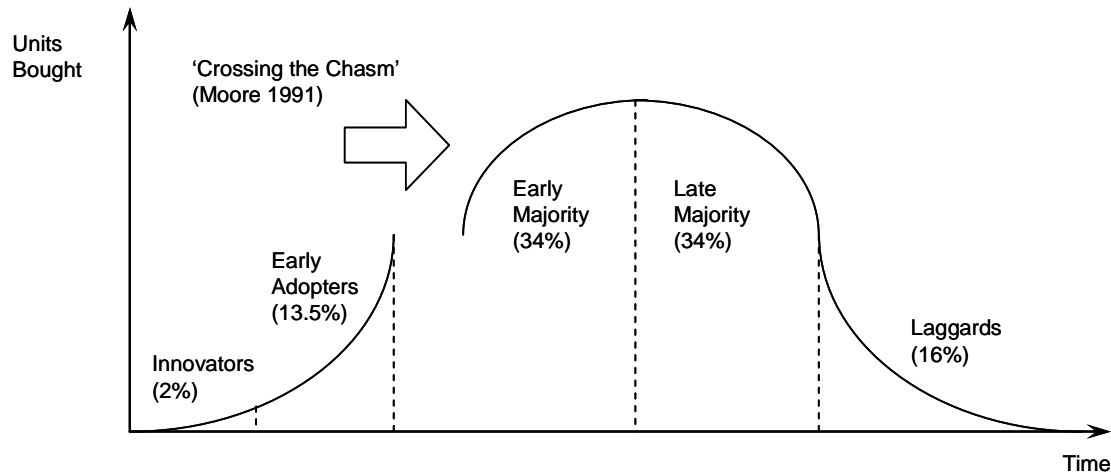 Units
Bought
‘Crossing the Chasm’
(Moore 1991)
Early
Majority
(34%)
Late
Majority
(34%)
Early
Adopters
(13.5%)
Innovators
(2%)
Laggards
(16%)
Time